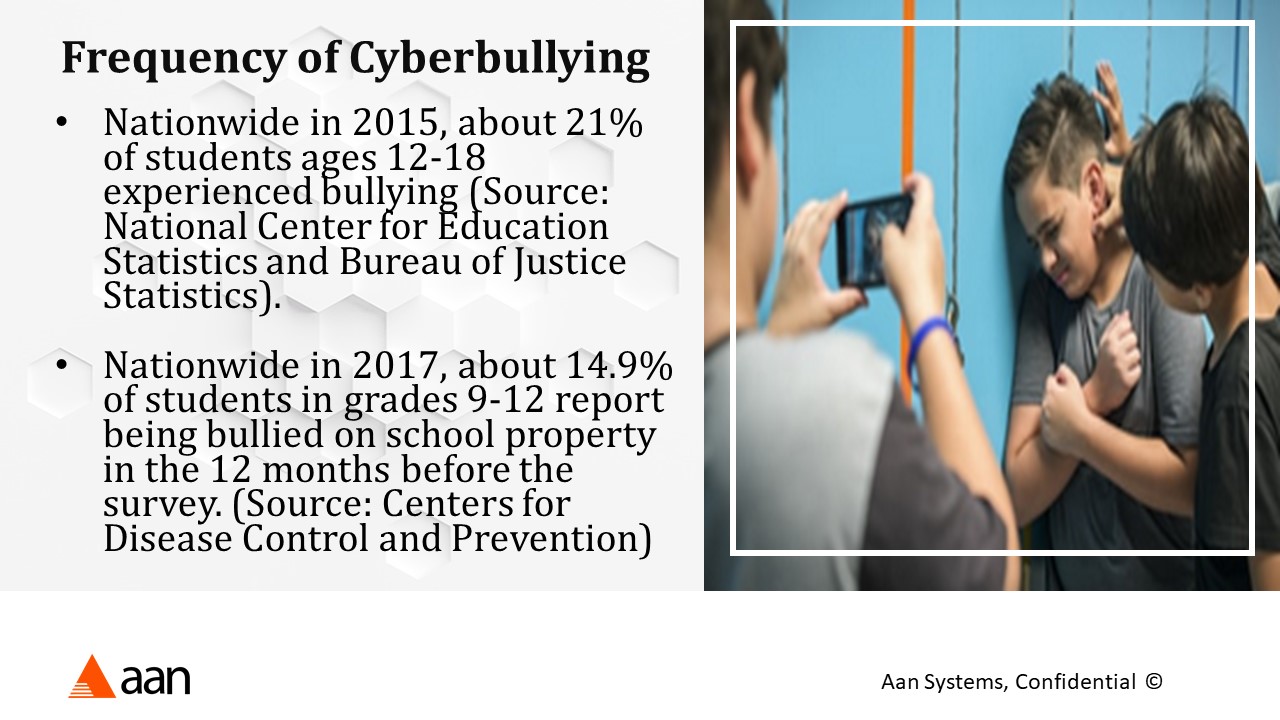 Frequency of Cyberbullying
• Nationwide in 2015, about 21%
of students ages 12-18
experienced bullying (Source:
National Center for Education
Statistics and Bureau of Justice
Statistics).
• Nationwide in 2017, about 14.9%
of students in grades 9-12 report
being bullied on school property
in the 12 months before the
survey. (Source: Centers for
Disease Control and Prevention)
aan
Aan Systems, Confidential ©